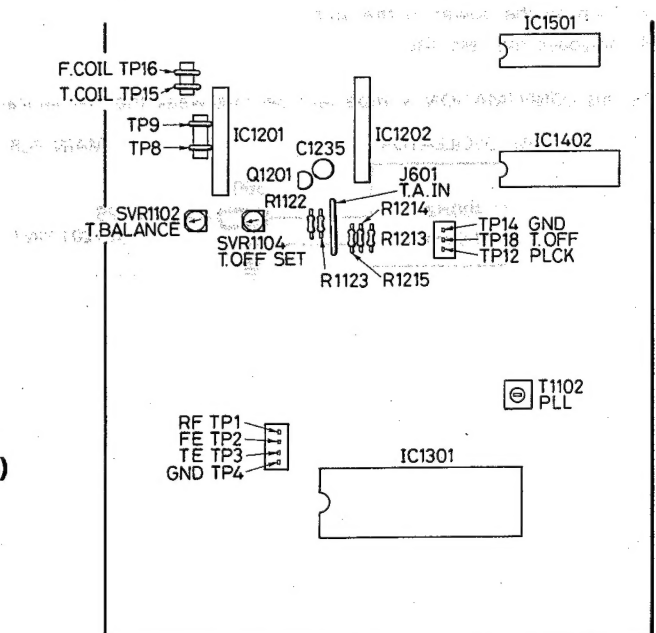 IC1501
F.COIL TP16
T.COIL TP15
TP9
TP8
IC1201
C1235
Q1201
IC1202
IC1402
J601
T.A.IN
R1122
R1214
SVR1102
T.BALANCE
SVR1104
T.OFF SET
R1213
R1123
R1215
TP14 GND
TP18 T.OFF
TP12 PLCK
T1102
PLL
RF TP1
FE TP2
TE TP3
GND TP4
IC1301
)